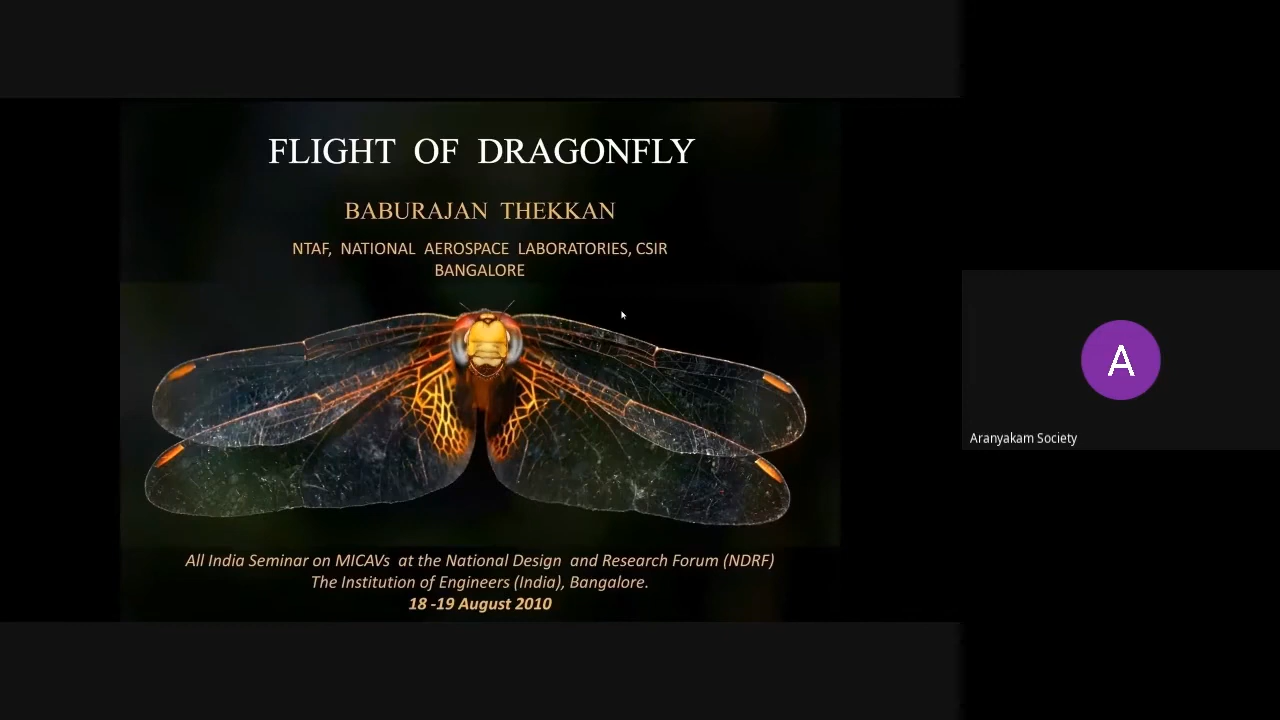 FLIGHT OF DRAGONFLY
BABURAJAN THEKKAN
NTAF, NATIONAL AEROSPACE LABORATORIES, CSIR
BANGALORE
All India Seminar on MICAVs at the National Design and Research Forum (NDRF)
The Institution of Engineers (India), Bangalore.
18 -19 August 2010
A
Aranyakam Society